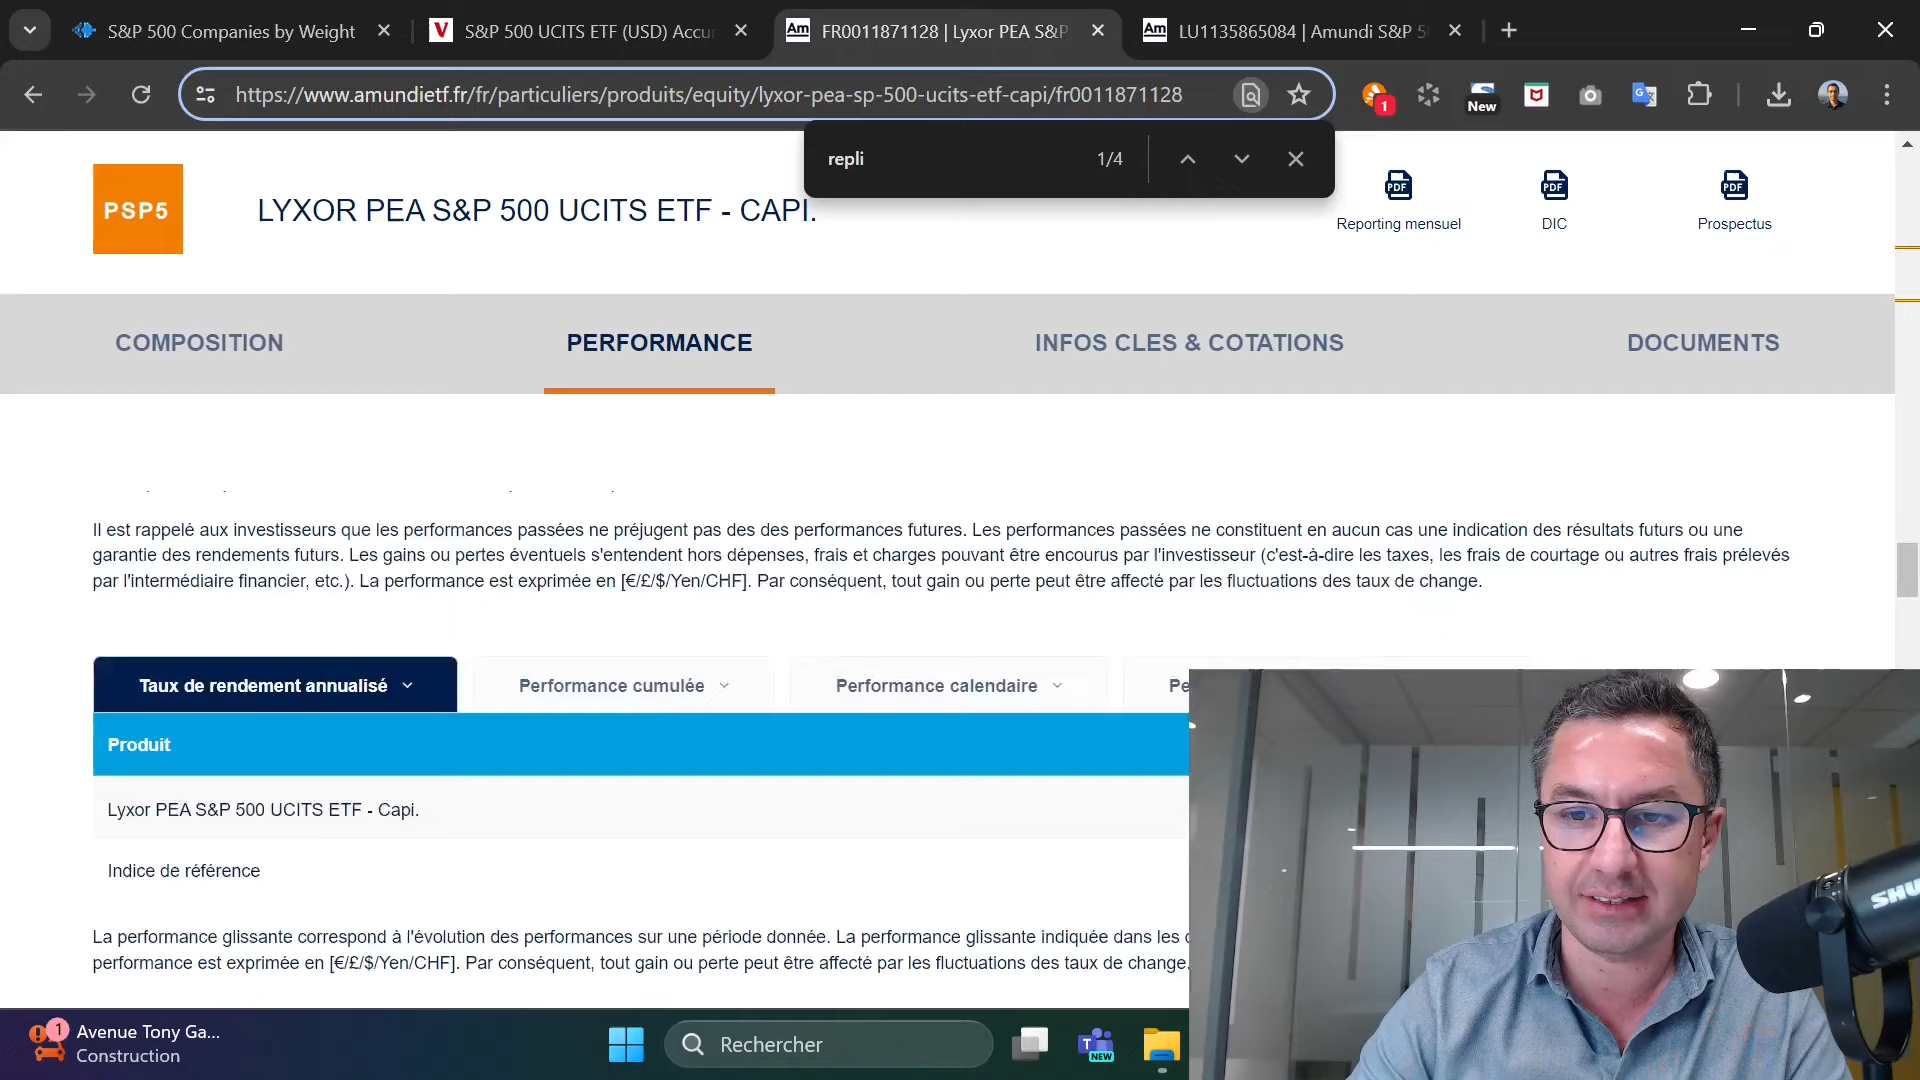 S&P 500 Companies by Weight
S&P 500 UCITS ETF (USD) Accu
FR0011871128 | Lyxor PEA S&P
LU1135865084 | Amundi S&P 5
https://www.amundietf.fr/fr/particuliers/produits/equity/lyxor-pea-sp-500-ucits-etf-capi/fr0011871128
1
New
repli
1/4
PSP5
LYXOR PEA S&P 500 UCITS ETF - CAPI.
PDF
PDF
PDF
Reporting mensuel
DIC
Prospectus
COMPOSITION
PERFORMANCE
INFOS CLES & COTATIONS
DOCUMENTS
Il est rappelé aux investisseurs que les performances passées ne préjugent pas des des performances futures. Les performances passées ne constituent en aucun cas une indication des résultats futurs ou une
garantie des rendements futurs. Les gains ou pertes éventuels s'entendent hors dépenses, frais et charges pouvant être encourus par l'investisseur (c'est-à-dire les taxes, les frais de courtage ou autres frais prélevés
par l'intermédiaire financier, etc.). La performance est exprimée en [€/£/$/Yen/CHF]. Par conséquent, tout gain ou perte peut être affecté par les fluctuations des taux de change.
Taux de rendement annualisé
Performance cumulée
Performance calendaire
Pe
Produit
Lyxor PEA S&P 500 UCITS ETF - Capi.
Indice de référence
La performance glissante correspond à l'évolution des performances sur une période donnée. La performance glissante indiquée dans les
performance est exprimée en [€/£/$/Yen/CHF]. Par conséquent, tout gain ou perte peut être affecté par les fluctuations des taux de change.
SHU
1
Avenue Tony Ga...
Construction
Rechercher
NEW